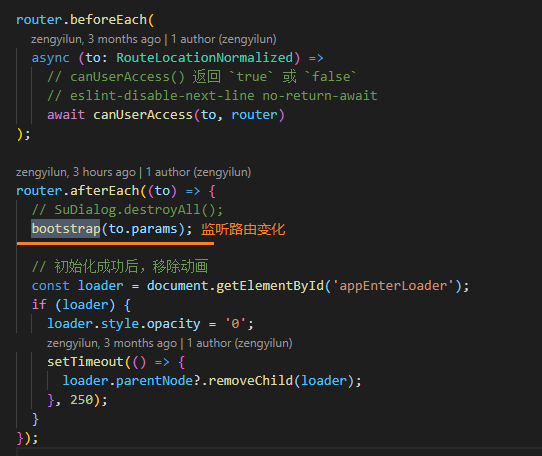 router.beforeEach(
zengyilun, 3 months ago | 1 author (zengyilun)
async (to: RouteLocationNormalized) =>
// canUserAccess() 返回 `true` 或 `false`
// eslint-disable-next-line no-return-await
await canUserAccess(to, router)
);
zengyilun, 3 hours ago | 1 author (zengyilun)
router.afterEach((to) => {
// SuDialog.destroyAll();
bootstrap(to.params); 监听路由变化
// 初始化成功后，移除动画
const loader = document.getElementById('appEnterLoader');
if (loader) {
loader.style.opacity = '0';
zengyilun, 3 months ago | 1 author (zengyilun)
setTimeout(() => {
loader.parentNode?.removeChild(loader);
}, 250);
}
});